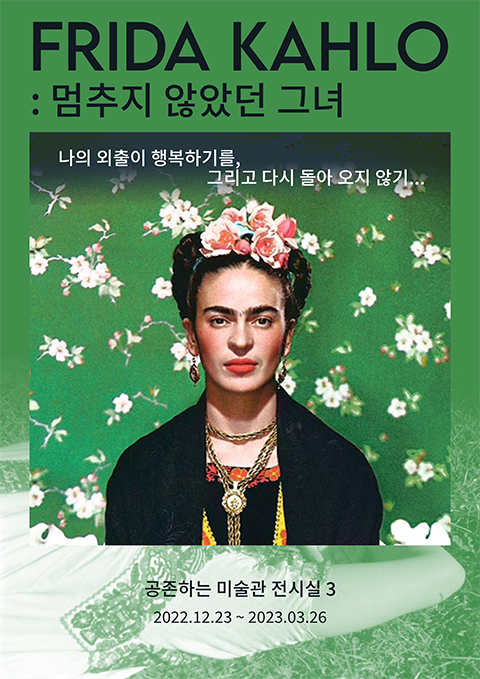 FRIDA KAHLO
: 멈추지 않았던 그녀
나의 외출이 행복하기를,
그리고 다시 돌아 오지 않기...
공존하는 미술관 전시실 3
2022.12.23 ~ 2023.03.26